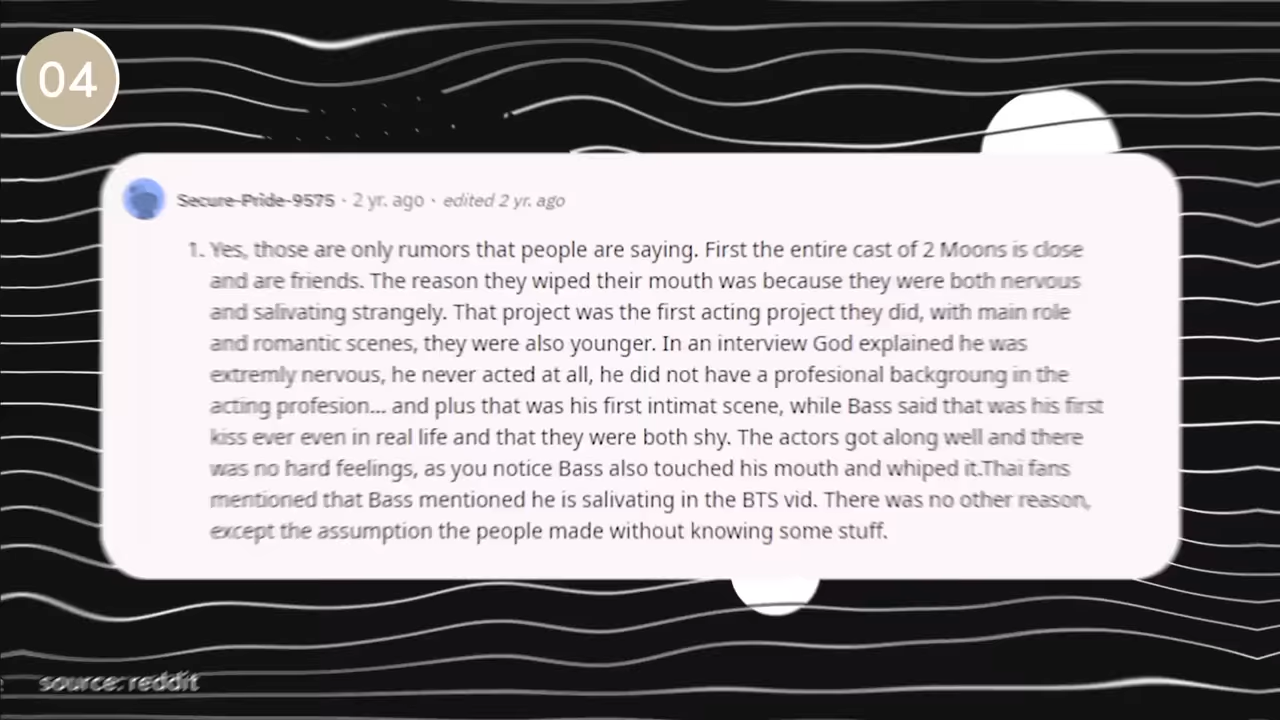 04
Secure-Pride-9575 · 2 yr. ago · edited 2 yr. ago
1. Yes, those are only rumors that people are saying. First the entire cast of 2 Moons is close
and are friends. The reason they wiped their mouth was because they were both nervous
and salivating strangely. That project was the first acting project they did, with main role
and romantic scenes, they were also younger. In an interview God explained he was
extremly nervous, he never acted at all, he did not have a profesional backgroung in the
acting profesion... and plus that was his first intimat scene, while Bass said that was his first
kiss ever even in real life and that they were both shy. The actors got along well and there
was no hard feelings, as you notice Bass also touched his mouth and whiped it.Thai fans
mentioned that Bass mentioned he is salivating in the BTS vid. There was no other reason,
except the assumption the people made without knowing some stuff.
source: reddit